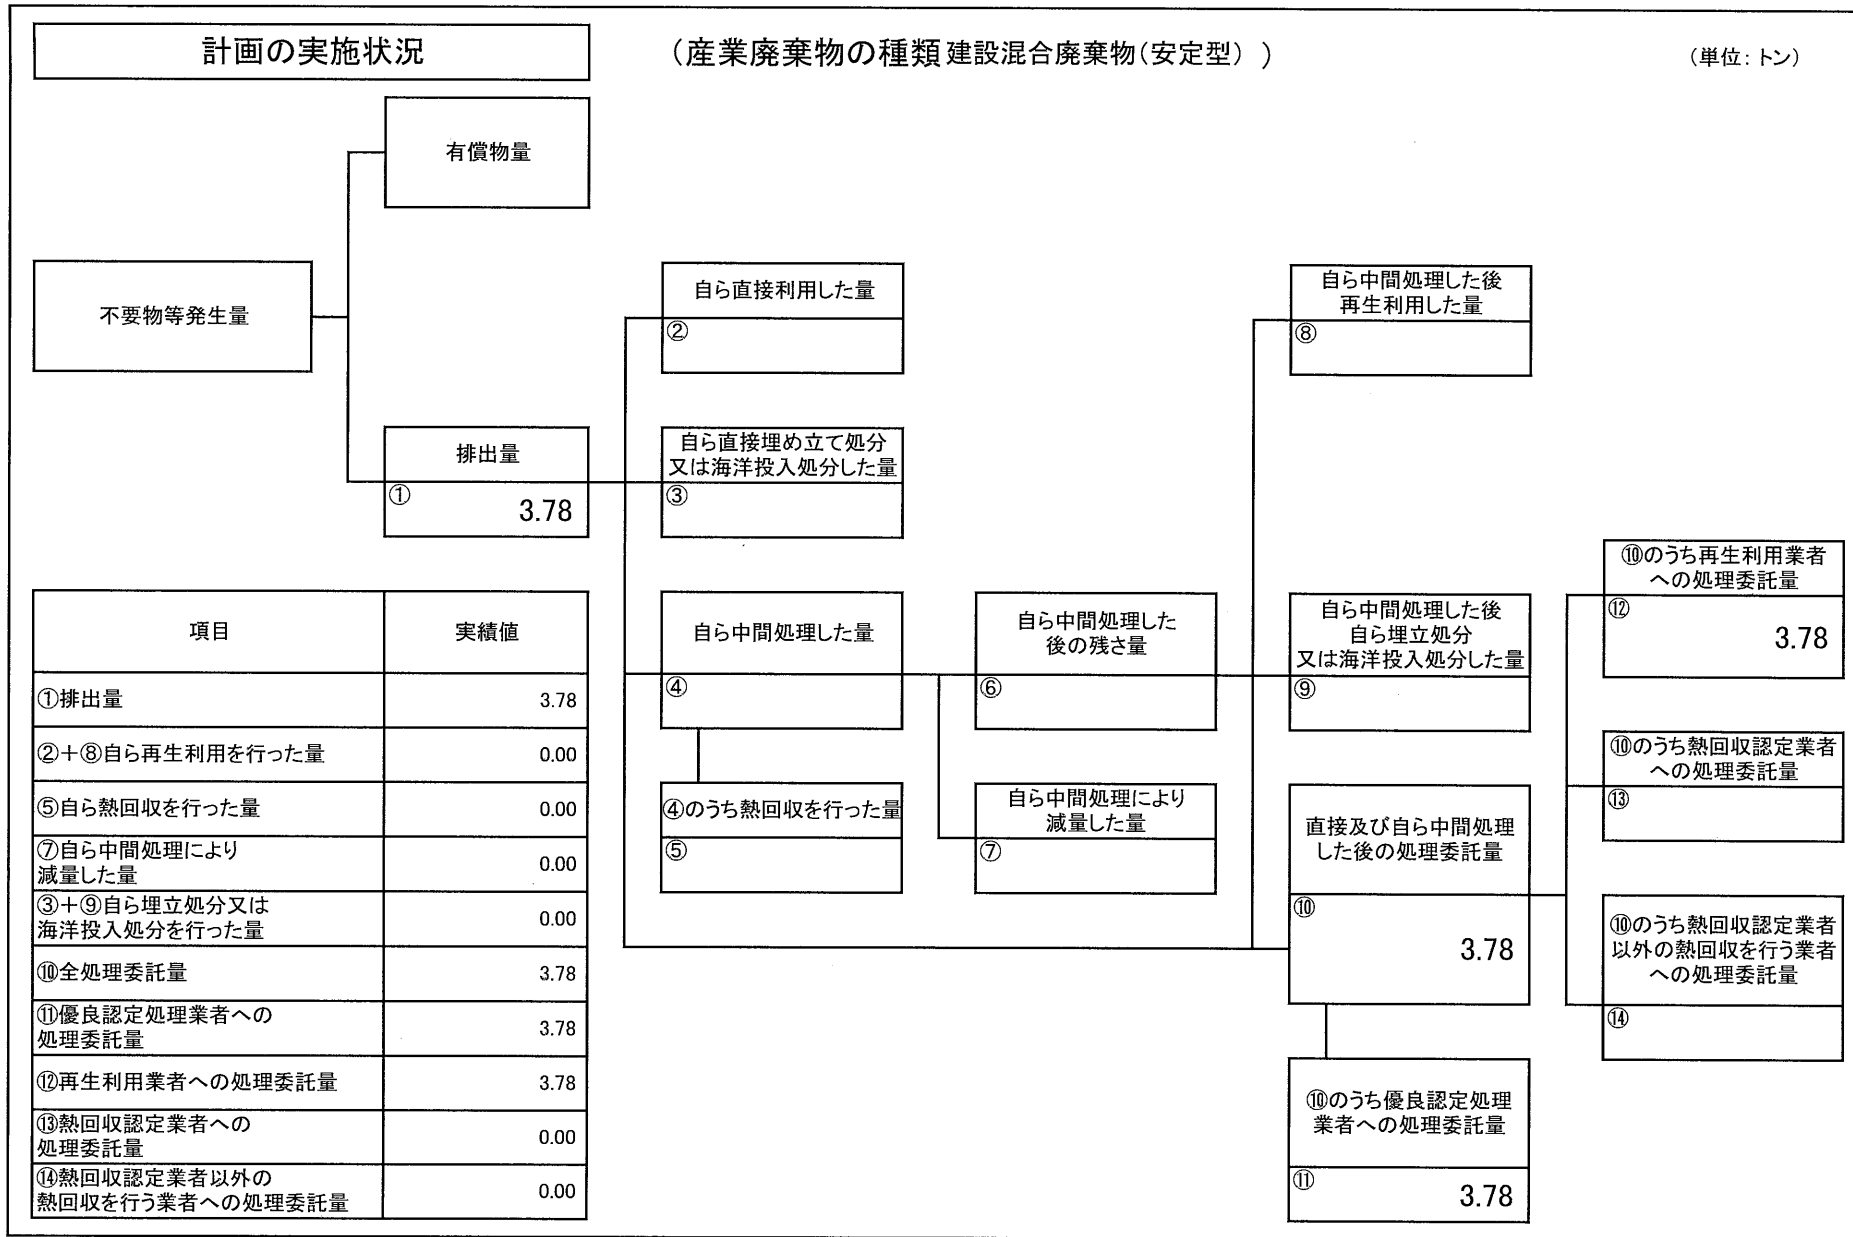 計画の実施状況
（産業廃棄物の種類 建設混合廃棄物（安定型） ）
（単位：トン）
有償物量
不要物等発生量
排出量
① 3.78
自ら直接利用した量
②
自ら直接埋め立て処分
又は海洋投入処分した量
③
自ら中間処理した量
④
④のうち熱回収を行った量
⑤
自ら中間処理した
後の残さ量
⑥
自ら中間処理により
減量した量
⑦
自ら中間処理した後
再生利用した量
⑧
自ら中間処理した後
自ら埋立処分
又は海洋投入処分した量
⑨
直接及び自ら中間処理
した後の処理委託量
⑩ 3.78
⑩のうち優良認定処理
業者への処理委託量
⑪ 3.78
⑩のうち再生利用業者
への処理委託量
⑫ 3.78
⑩のうち熱回収認定業者
への処理委託量
⑬
⑩のうち熱回収認定業者
以外の熱回収を行う業者
への処理委託量
⑭
項目 実績値
①排出量 3.78
②＋⑧自ら再生利用を行った量 0.00
⑤自ら熱回収を行った量 0.00
⑦自ら中間処理により
減量した量 0.00
③＋⑨自ら埋立処分又は
海洋投入処分を行った量 0.00
⑩全処理委託量 3.78
⑪優良認定処理業者への
処理委託量 3.78
⑫再生利用業者への処理委託量 3.78
⑬熱回収認定業者への
処理委託量 0.00
⑭熱回収認定業者以外の
熱回収を行う業者への処理委託量 0.00